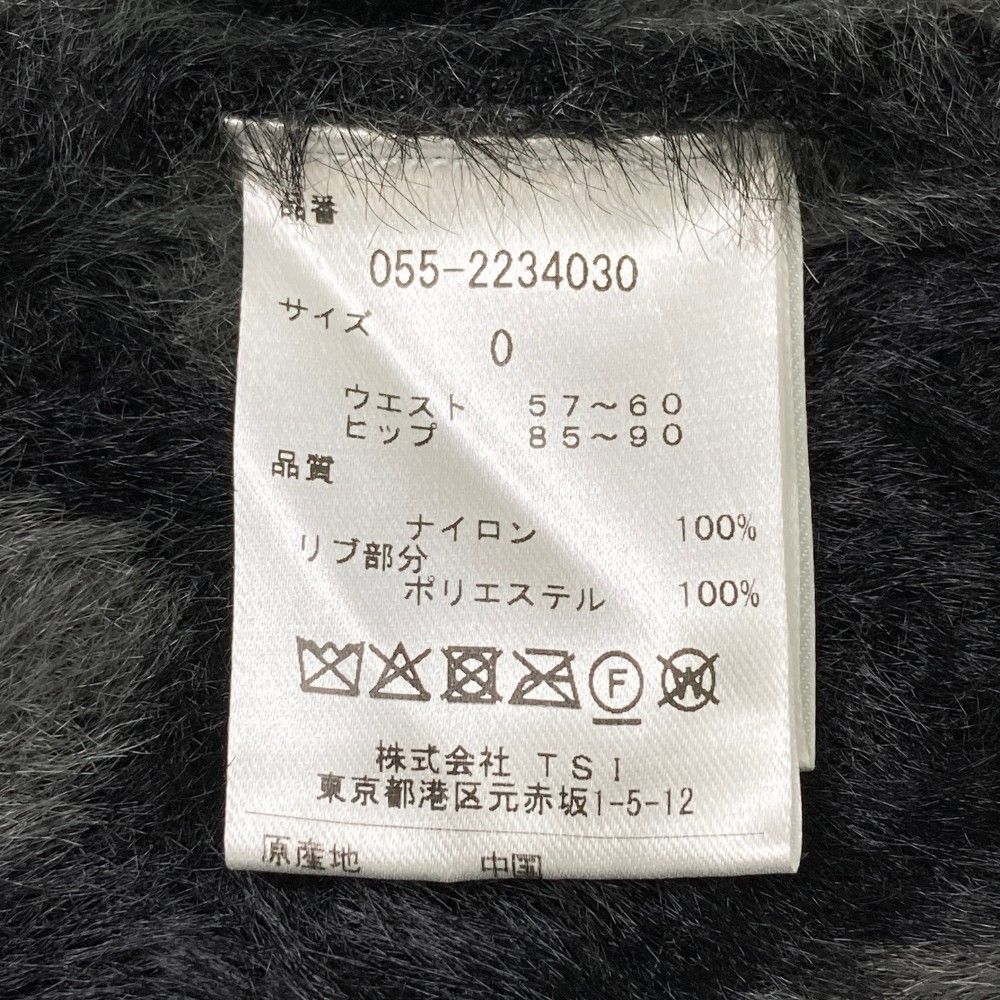 品番
055-2234030
サイズ
0
ウエスト 57～60
ヒップ 85～90
品質
ナイロン 100%
リブ部分
ポリエステル 100%
F W
株式会社 TSI
東京都港区元赤坂1-5-12
原産地 中国